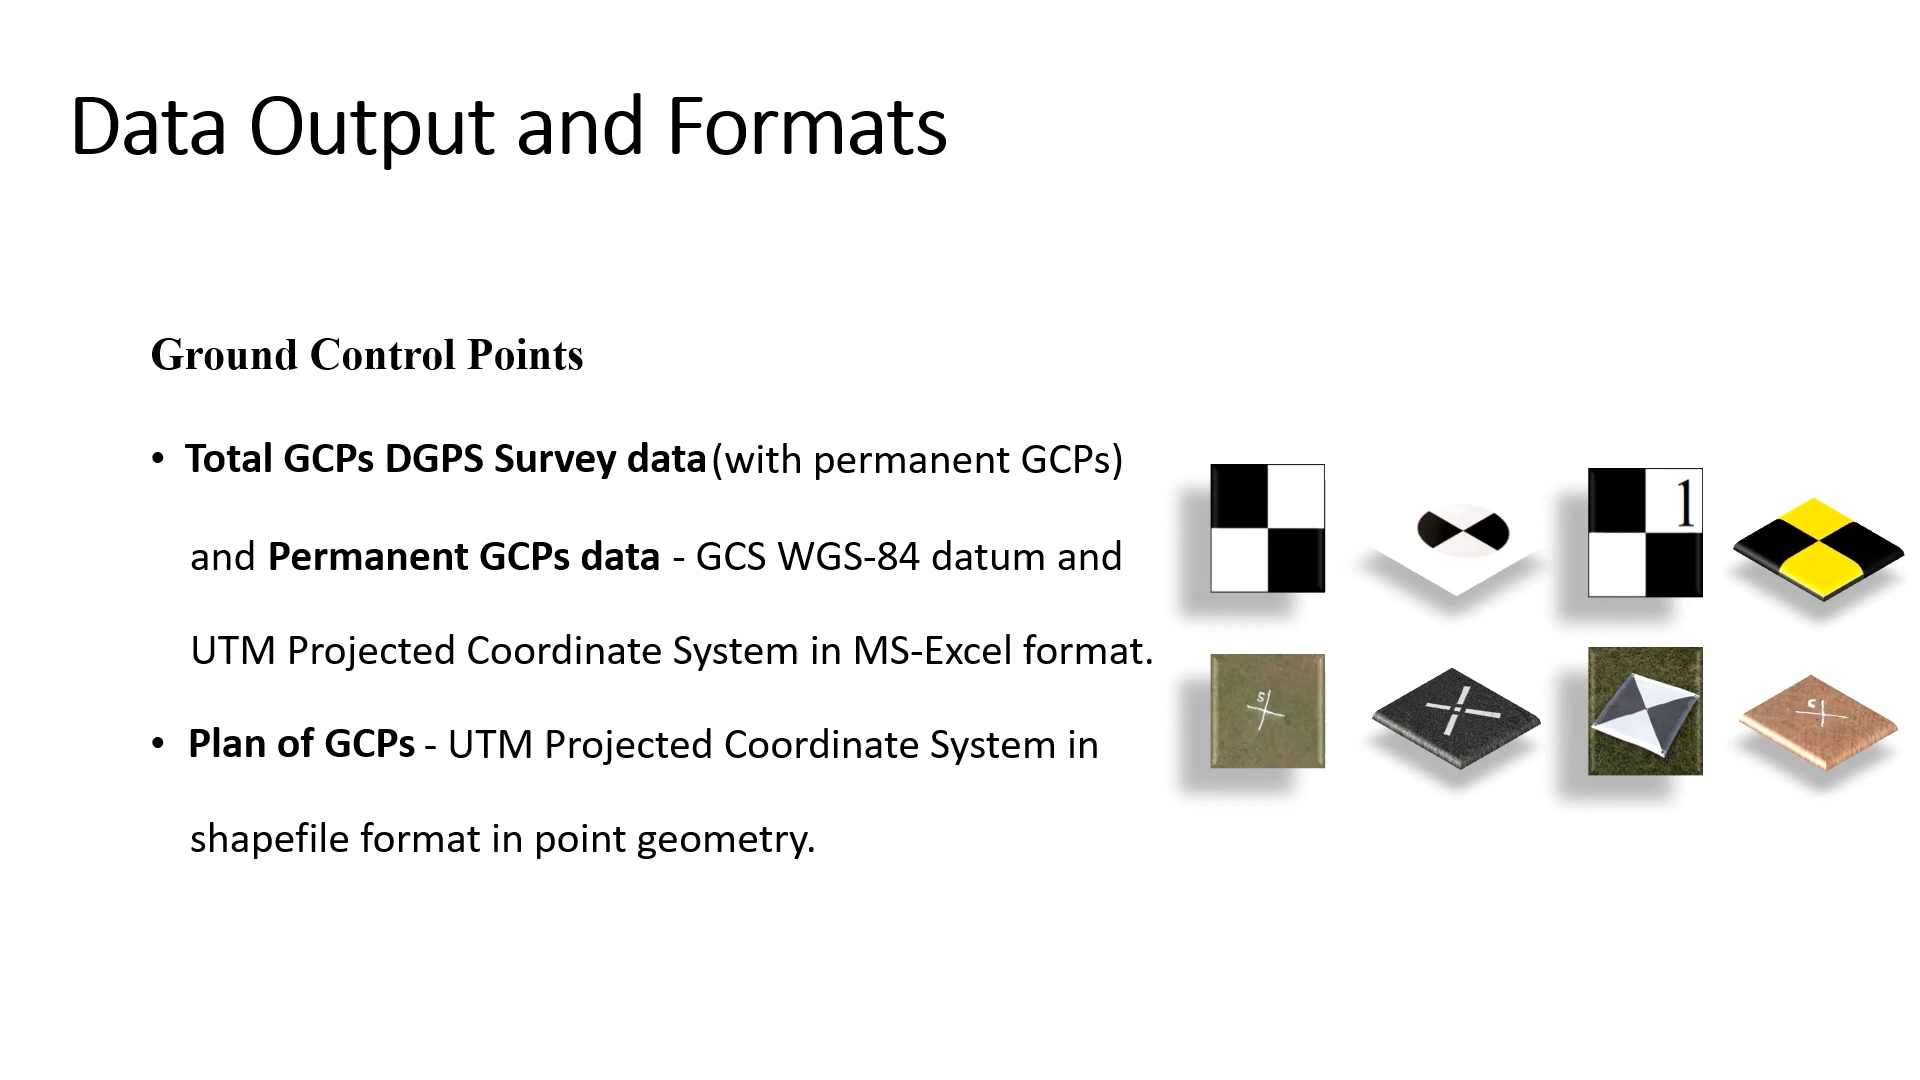 Data Output and Formats
Ground Control Points
• Total GCPs DGPS Survey data (with permanent GCPs)
and Permanent GCPs data - GCS WGS-84 datum and
UTM Projected Coordinate System in MS-Excel format.
• Plan of GCPs - UTM Projected Coordinate System in
shapefile format in point geometry.
1